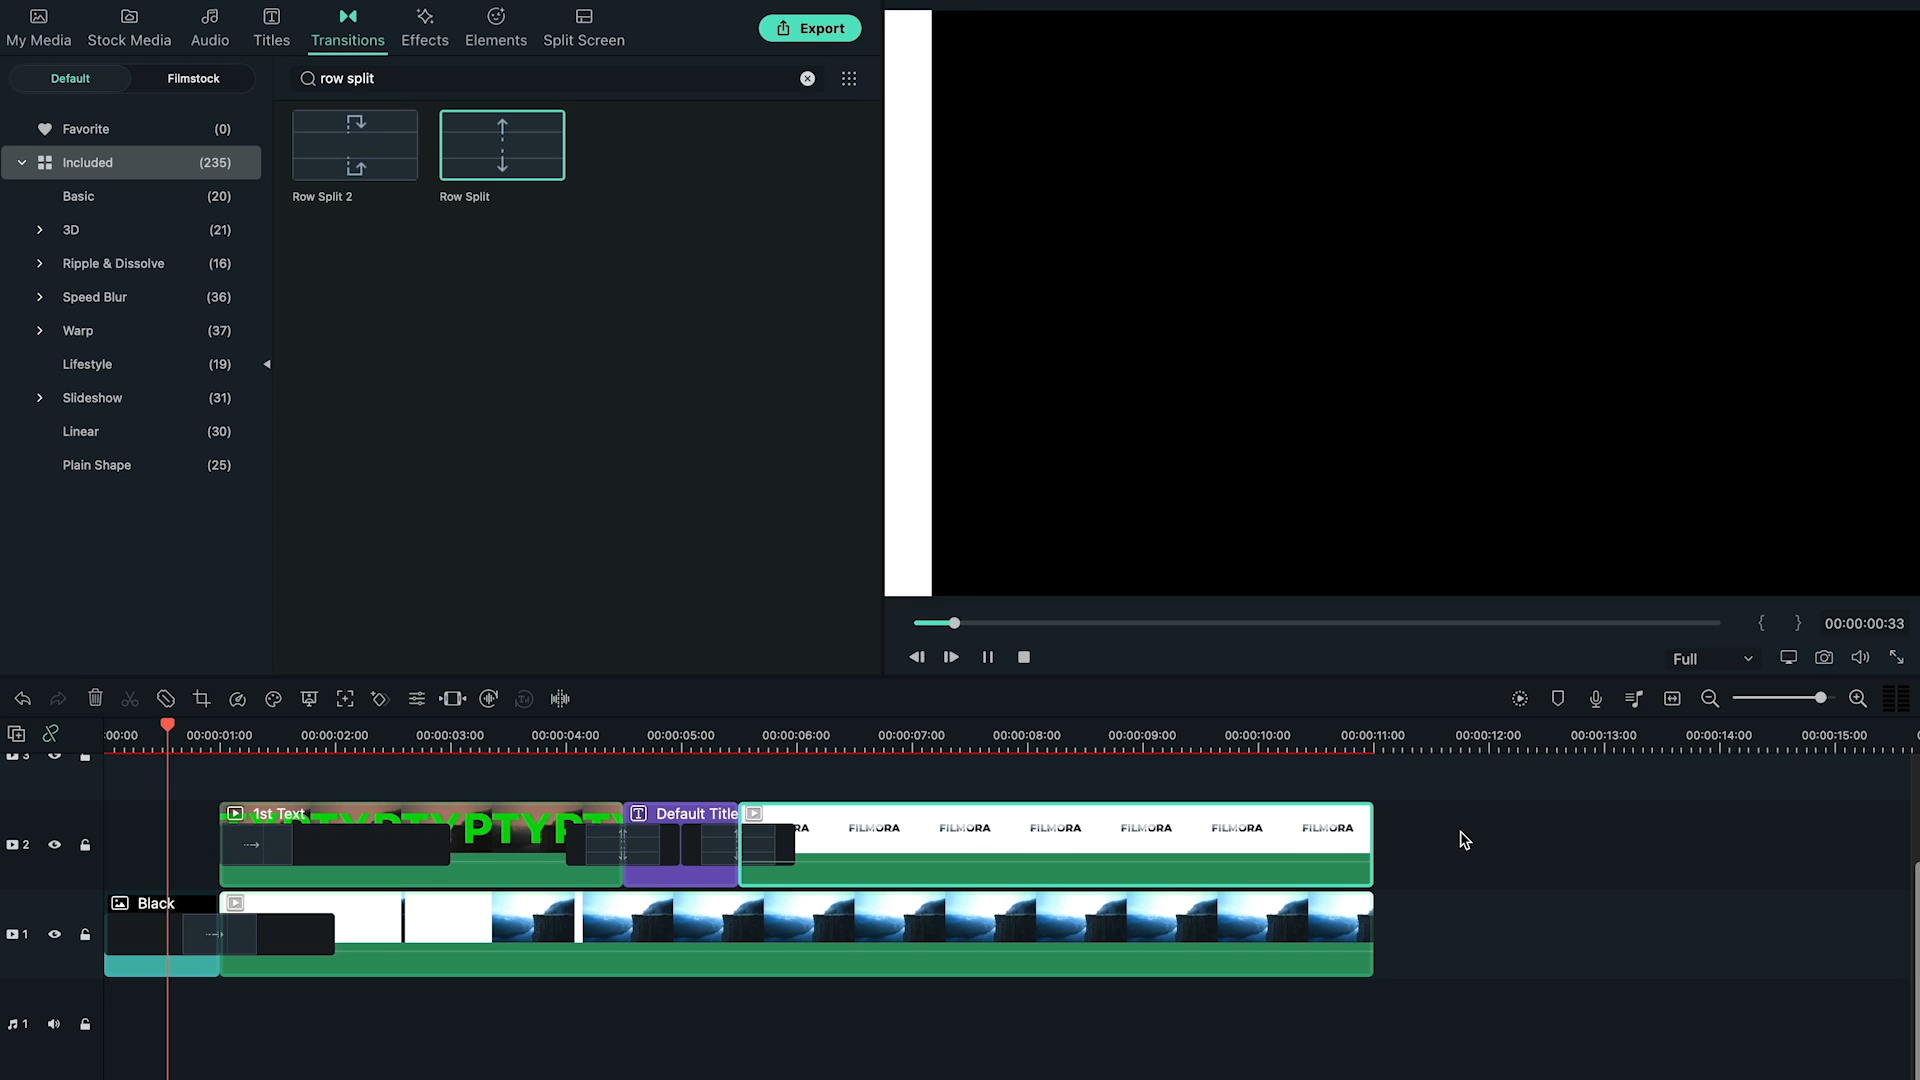 My Media
Stock Media
Audio
Titles
Transitions
Effects
Elements
Split Screen
Export
Default
Filmstock
row split
Favorite (0)
Included (235)
Basic (20)
3D (21)
Ripple & Dissolve (16)
Speed Blur (36)
Warp (37)
Lifestyle (19)
Slideshow (31)
Linear (30)
Plain Shape (25)
Row Split 2
Row Split
{ } 00:00:00:33
Full
:00:00 00:00:01:00 00:00:02:00 00:00:03:00 00:00:04:00 00:00:05:00 00:00:06:00 00:00:07:00 00:00:08:00 00:00:09:00 00:00:10:00 00:00:11:00 00:00:12:00 00:00:13:00 00:00:14:00 00:00:15:00
3
1st Text
Default Title
2
RA FILMORA FILMORA FILMORA FILMORA FILMORA FILMORA
Black
1
1